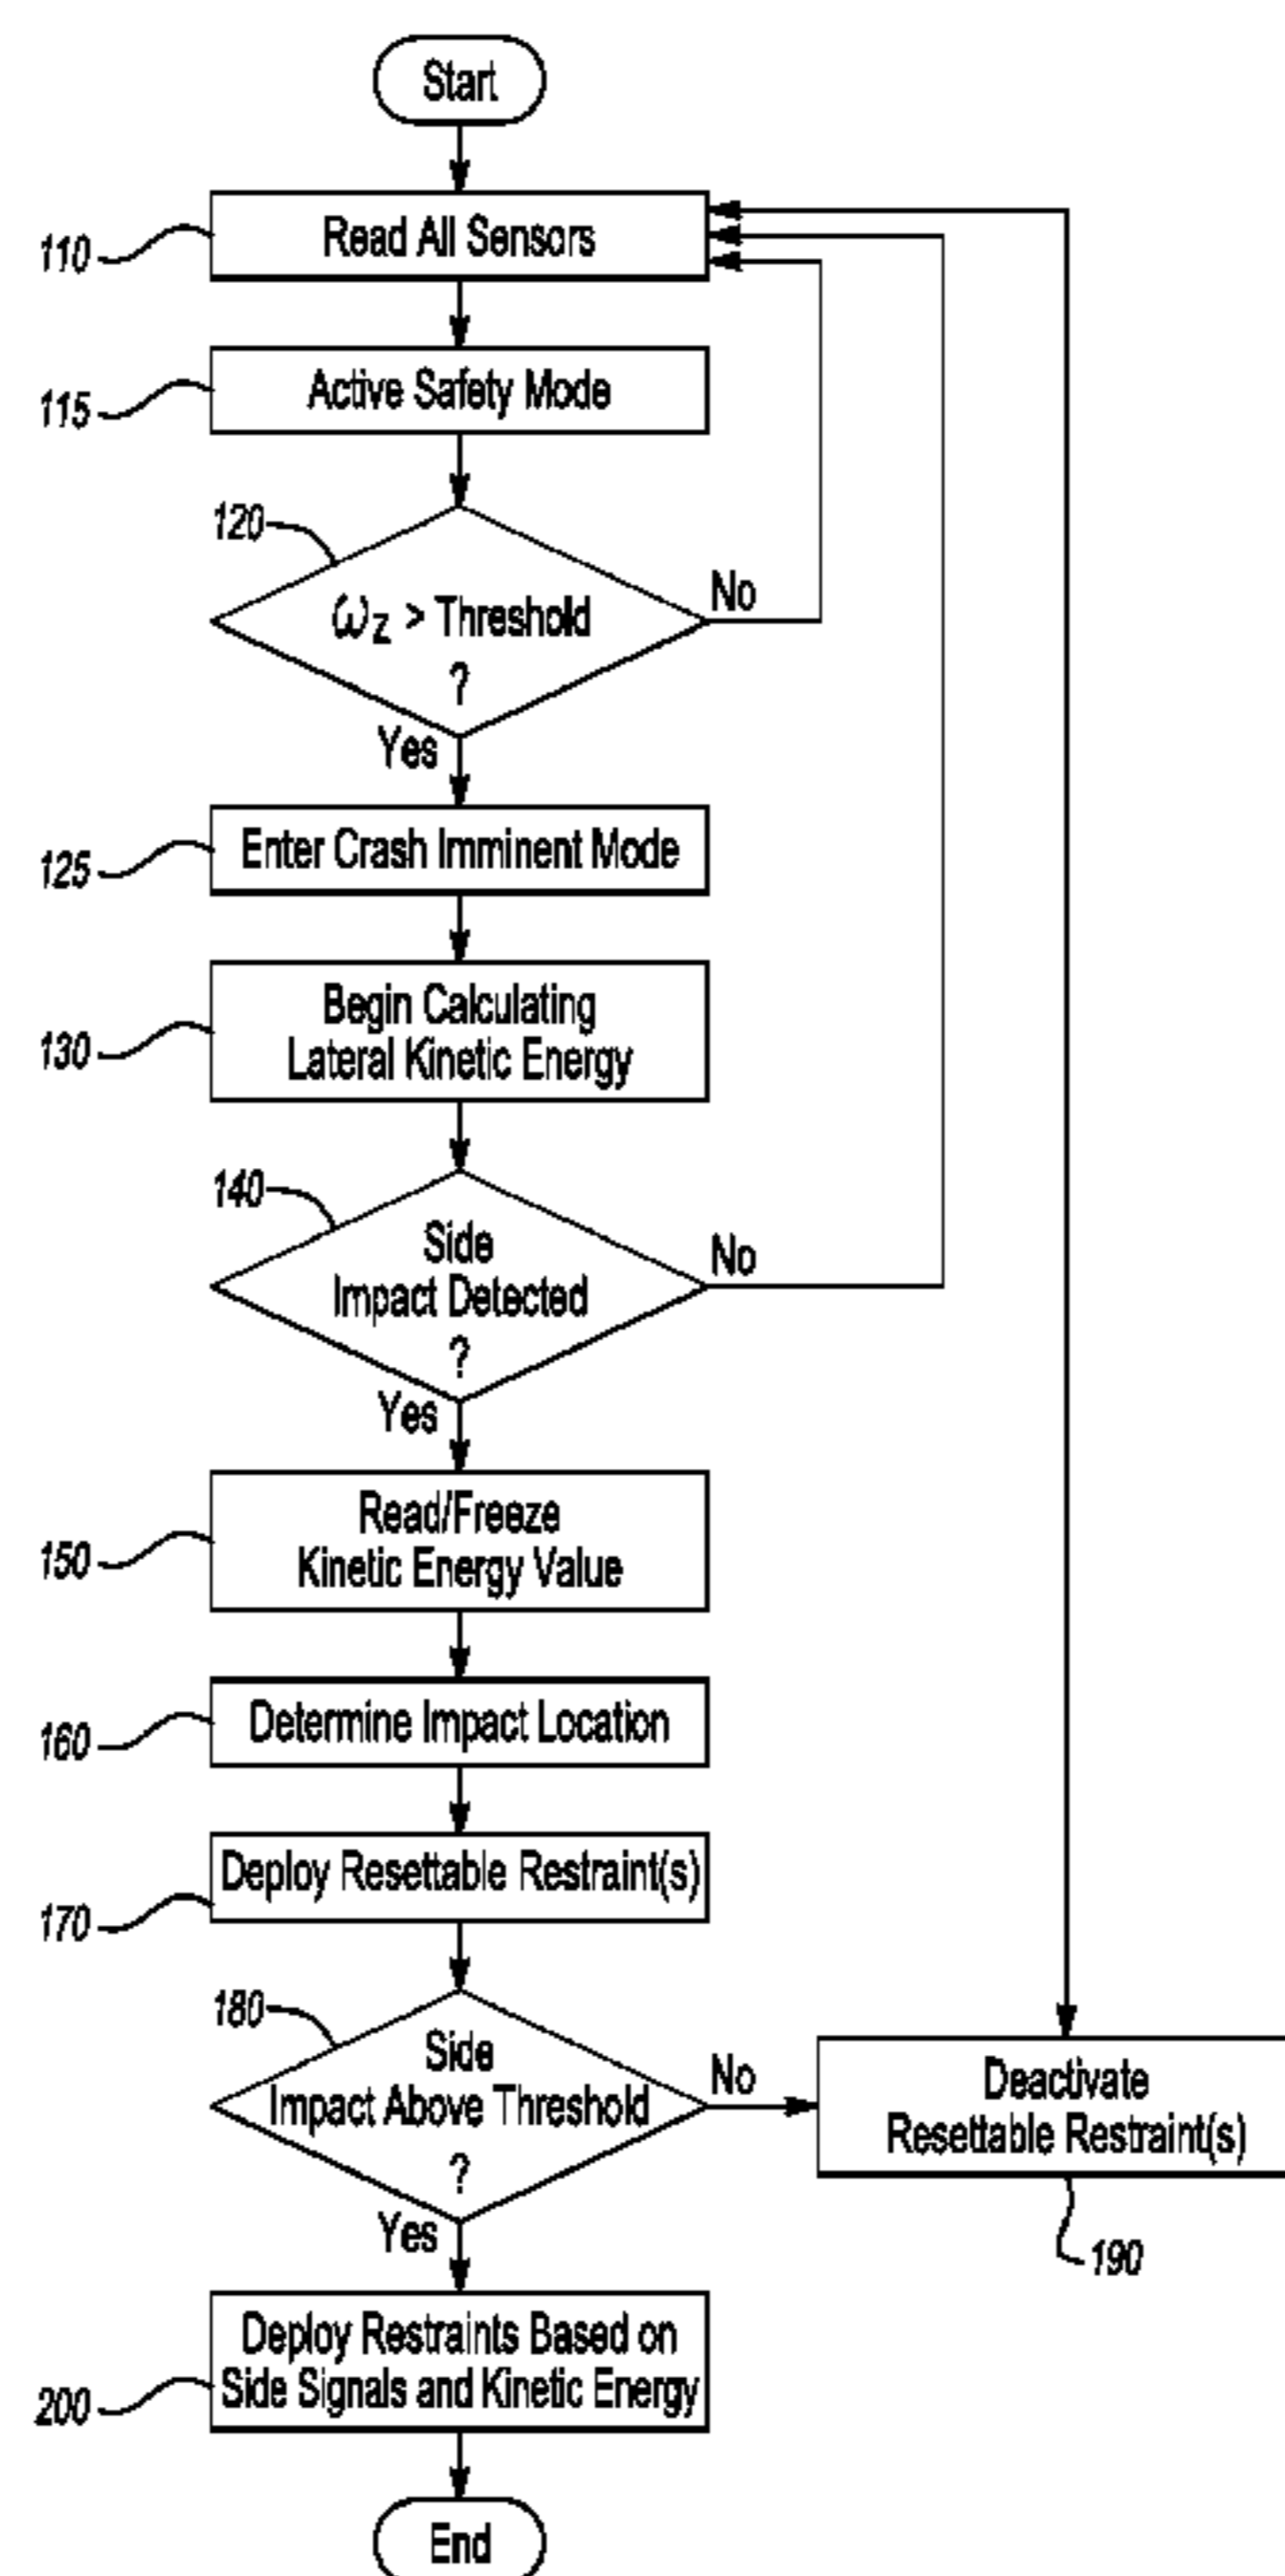 Start
110
Read All Sensors
115
Active Safety Mode
120
ωz > Threshold
?
No
Yes
125
Enter Crash Imminent Mode
130
Begin Calculating
Lateral Kinetic Energy
140
Side
Impact Detected
?
No
Yes
150
Read/Freeze
Kinetic Energy Value
160
Determine Impact Location
170
Deploy Resettable Restraint(s)
180
Side
Impact Above Threshold
?
No
Yes
Deactivate
Resettable Restraint(s)
190
200
Deploy Restraints Based on
Side Signals and Kinetic Energy
End